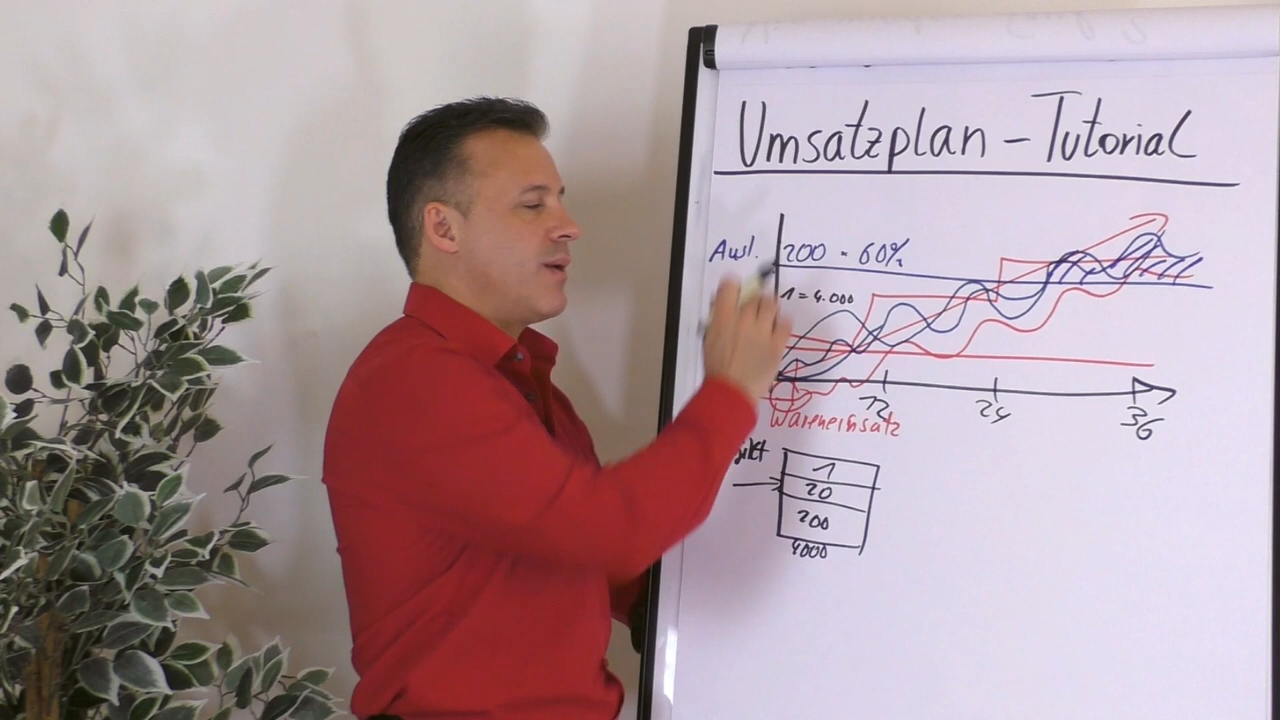 Umsatzplan - Tutorial
Ausl. 200 = 60%
1 = 4.000
12 24 36
Wareneinsatz
1
20
200
4000